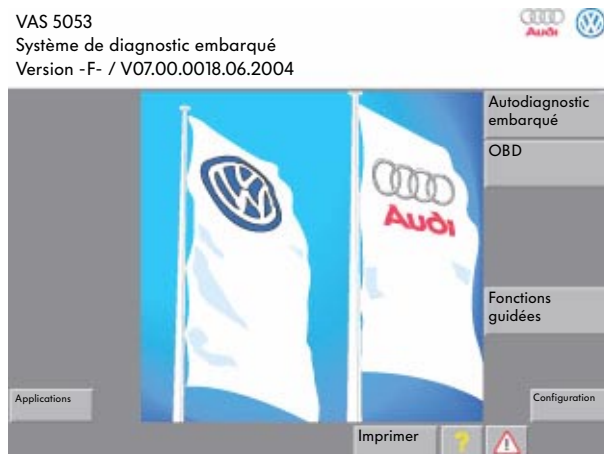 VAS 5053
Système de diagnostic embarqué
Version -F- / V07.00.0018.06.2004
Audi
Autodiagnostic
embarqué
OBD
Audi
Fonctions
guidées
Applications
Configuration
Imprimer
?